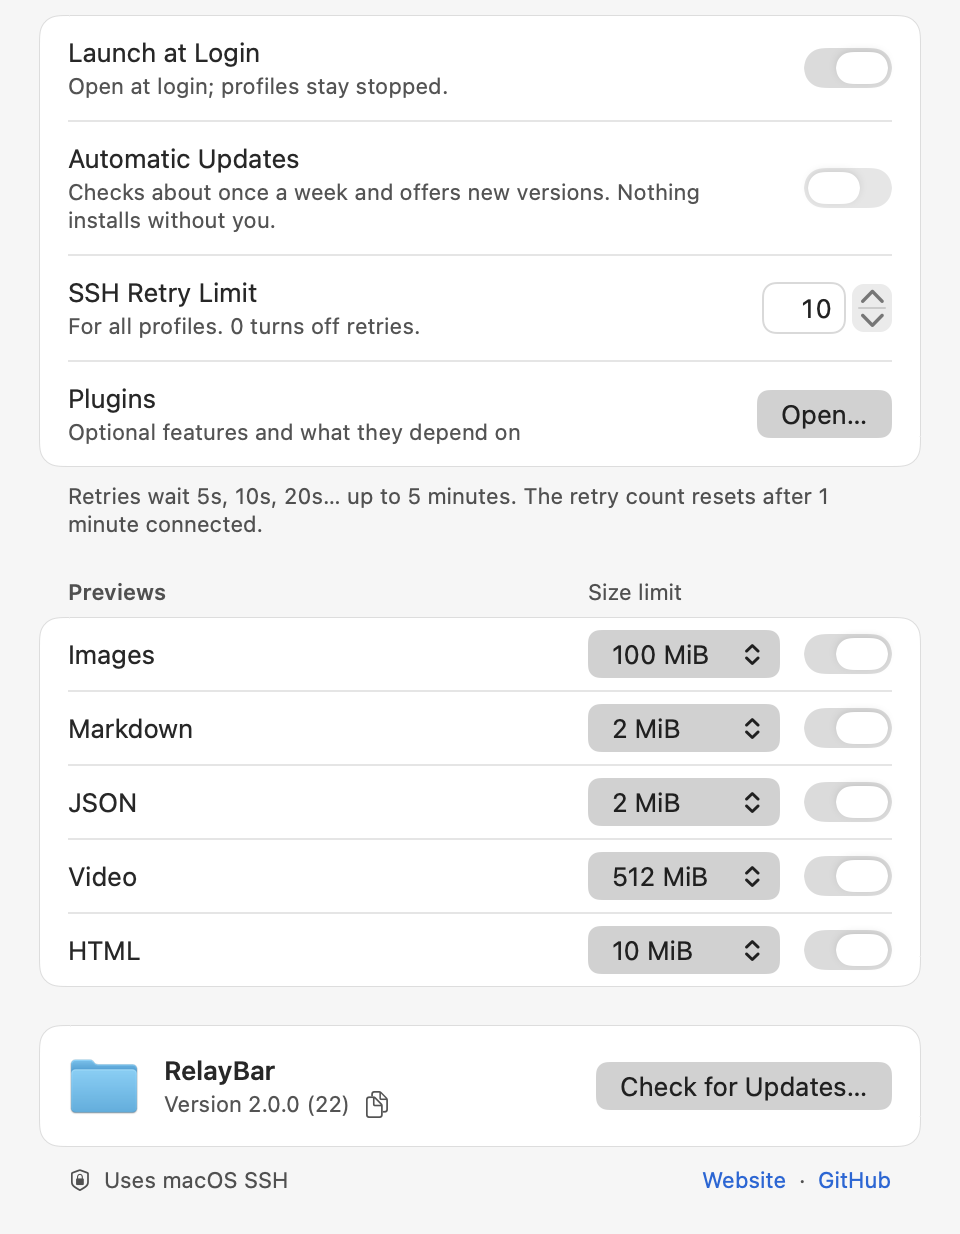 Launch at Login
Open at login; profiles stay stopped.
Automatic Updates
Checks about once a week and offers new versions. Nothing
installs without you.
SSH Retry Limit
10
For all profiles. 0 turns off retries.
Plugins
Open...
Optional features and what they depend on
Retries wait 5s, 10s, 20s... up to 5 minutes. The retry count resets after 1
minute connected.
Previews Size limit
Images 100 MiB
Markdown 2 MiB
JSON 2 MiB
Video 512 MiB
HTML 10 MiB
RelayBar
Version 2.0.0 (22)
Check for Updates...
Uses macOS SSH
Website · GitHub